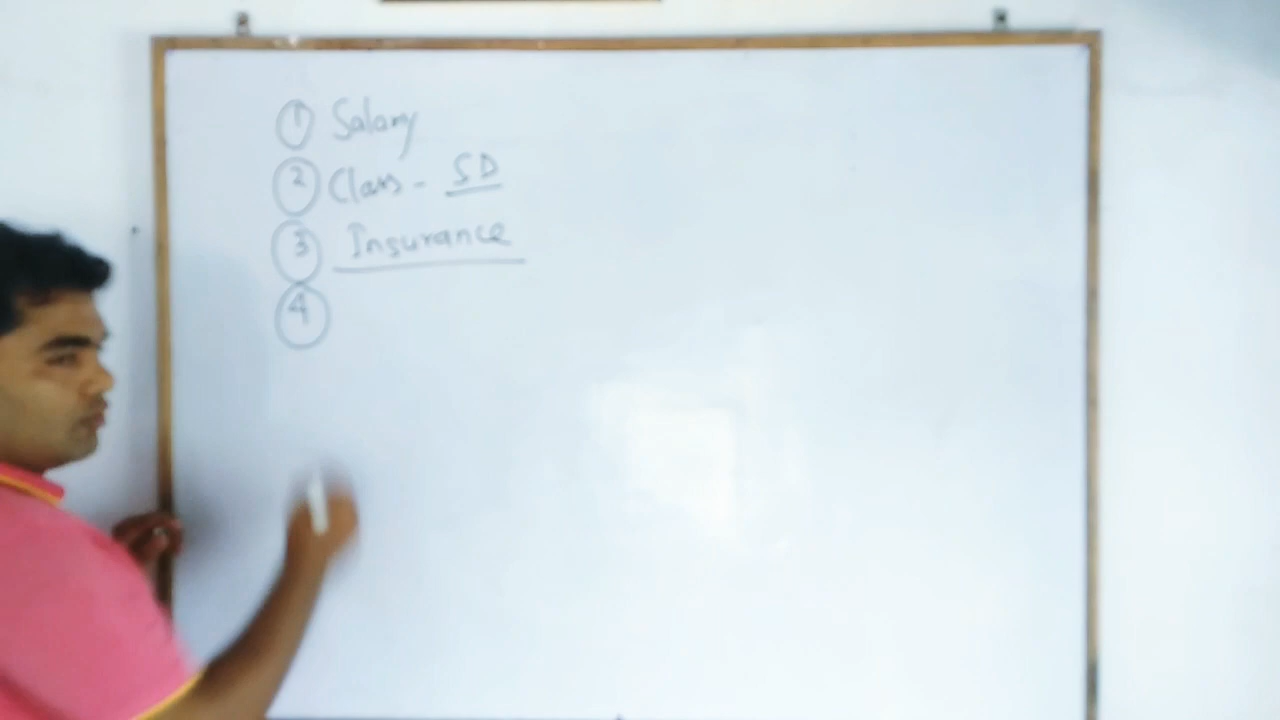 ① Salary
② Class - SD
③ Insurance
④